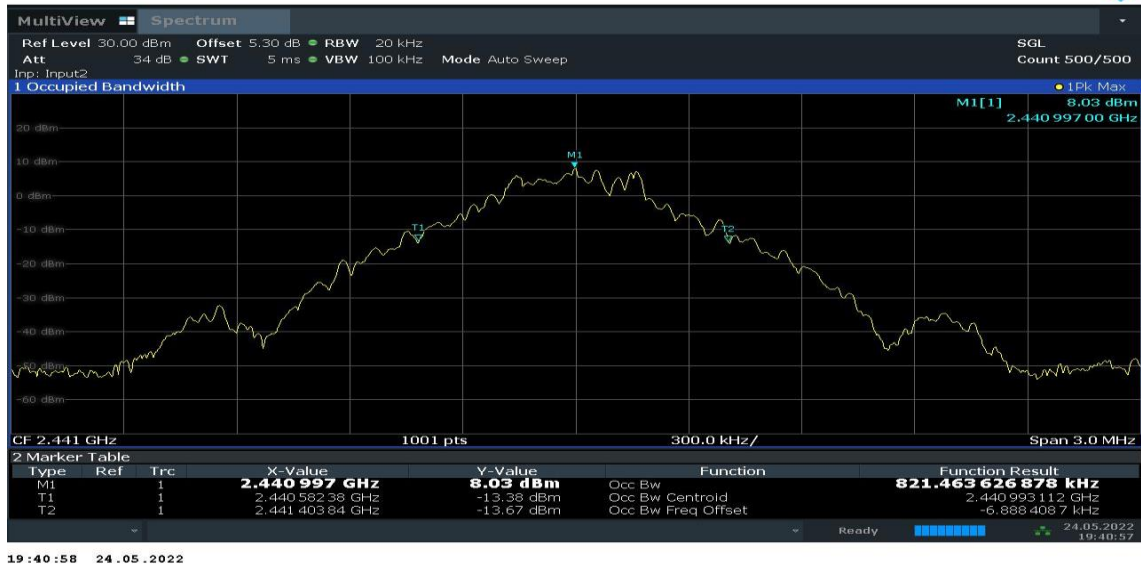 MultiView Spectrum
Ref Level 30.00 dBm Offset 5.30 dB RBW 20 kHz SGL
Att 34 dB SWT 5 ms VBW 100 kHz Mode Auto Sweep Count 500/500
Inp: Input2
1 Occupied Bandwidth 1Pk Max
M1[1] 8.03 dBm
2.440 997 00 GHz
20 dBm
M1
10 dBm
0 dBm
T1 T2
-10 dBm
-20 dBm
-30 dBm
-40 dBm
-50 dBm
-60 dBm
CF 2.441 GHz 1001 pts 300.0 kHz/ Span 3.0 MHz
2 Marker Table
Type Ref Trc X-Value Y-Value Function Function Result
M1 1 2.440 997 GHz 8.03 dBm Occ Bw 821.463 626 878 kHz
T1 1 2.440 582 38 GHz -13.38 dBm Occ Bw Centroid 2.440 993 112 GHz
T2 1 2.441 403 84 GHz -13.67 dBm Occ Bw Freq Offset -6.888 408 7 kHz
Ready 24.05.2022
19:40:57
19:40:58 24.05.2022